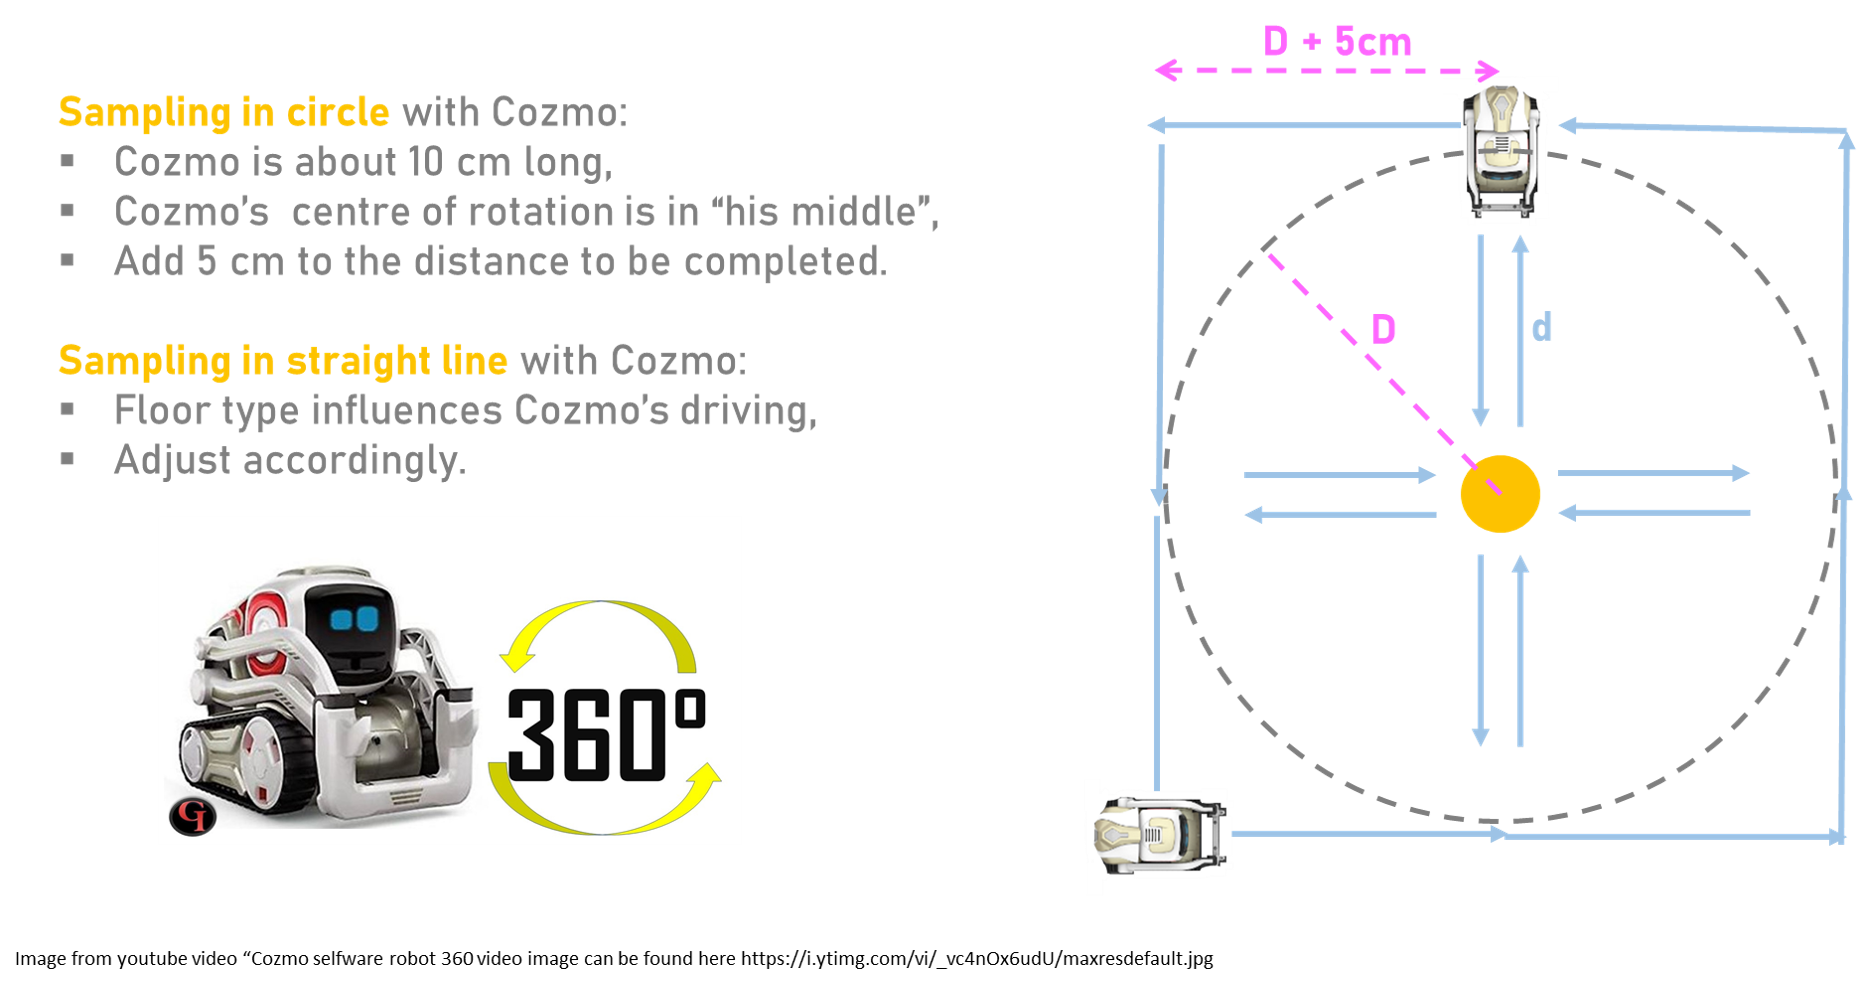 D + 5cm
Sampling in circle with Cozmo:
▪ Cozmo is about 10 cm long,
▪ Cozmo's centre of rotation is in “his middle”,
▪ Add 5 cm to the distance to be completed.
D
d
Sampling in straight line with Cozmo:
▪ Floor type influences Cozmo's driving,
▪ Adjust accordingly.
360º
GI
Image from youtube video “Cozmo selfware robot 360 video image can be found here https://i.ytimg.com/vi/_vc4nOx6udU/maxresdefault.jpg